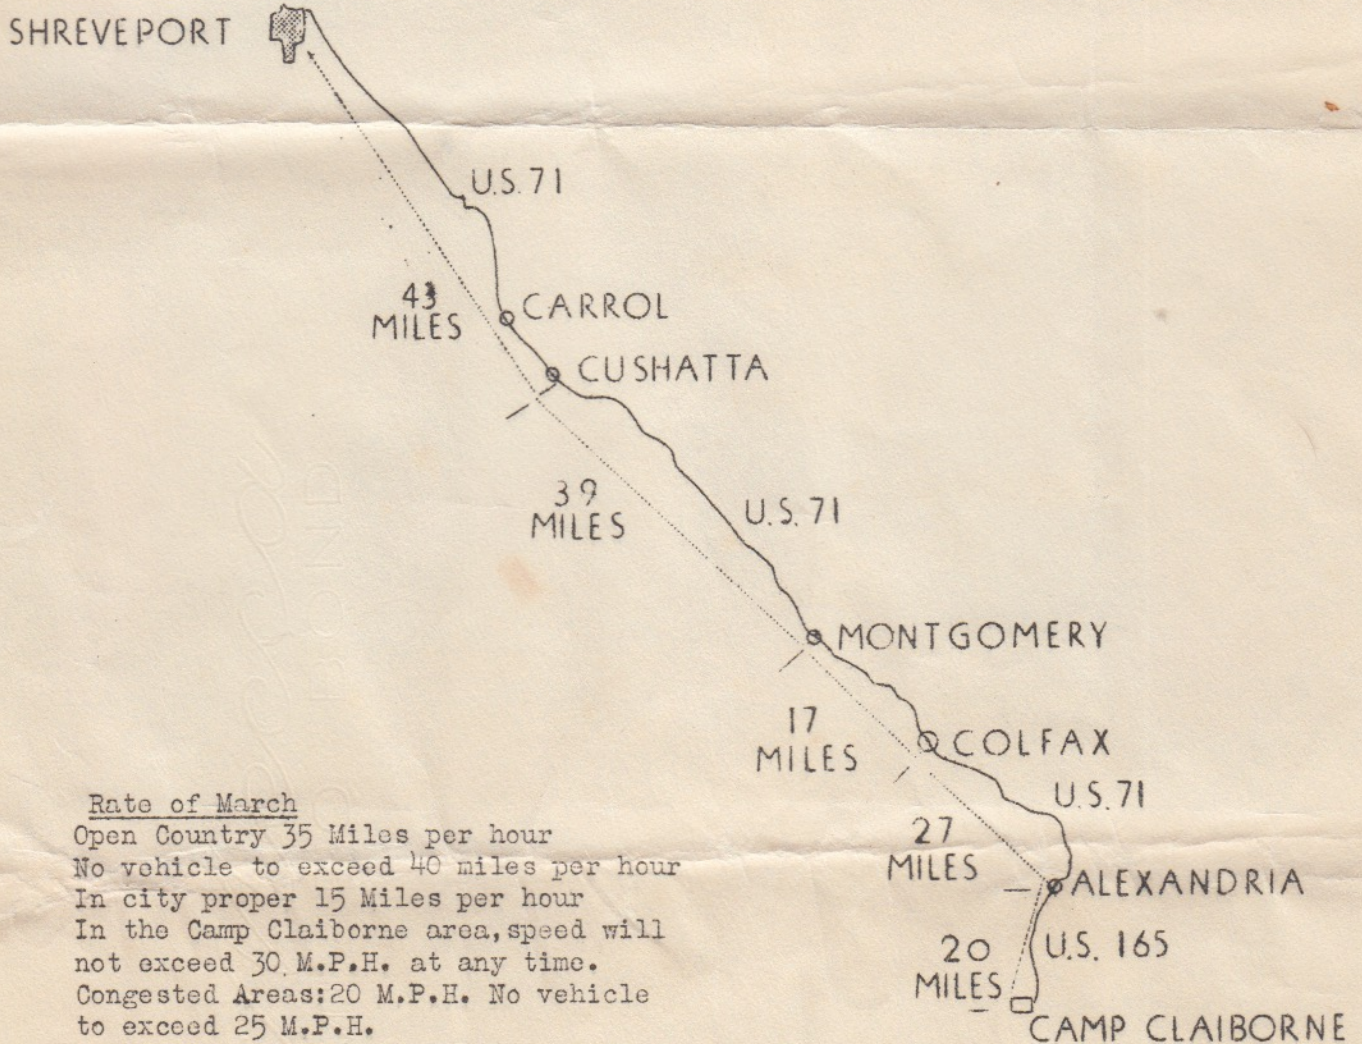 SHREVEPORT
U.S. 71
43
MILES
CARROL
CUSHATTA
39
MILES
U.S. 71
MONTGOMERY
17
MILES
COLFAX
U.S. 71
27
MILES
ALEXANDRIA
20
MILES
U.S. 165
CAMP CLAIBORNE
Rate of March
Open Country 35 Miles per hour
No vehicle to exceed 40 miles per hour
In city proper 15 Miles per hour
In the Camp Claiborne area,speed will
not exceed 30 M.P.H. at any time.
Congested Areas:20 M.P.H. No vehicle
to exceed 25 M.P.H.